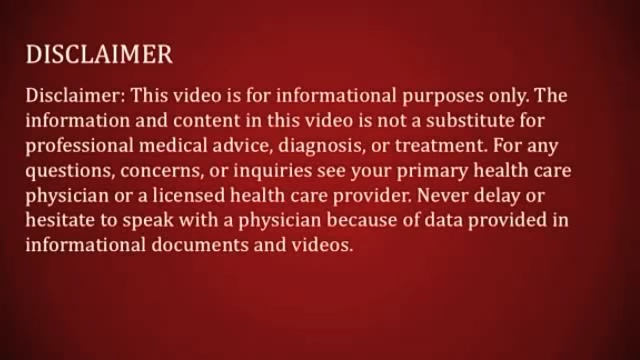 DISCLAIMER
Disclaimer: This video is for informational purposes only. The
information and content in this video is not a substitute for
professional medical advice, diagnosis, or treatment. For any
questions, concerns, or inquiries see your primary health care
physician or a licensed health care provider. Never delay or
hesitate to speak with a physician because of data provided in
informational documents and videos.